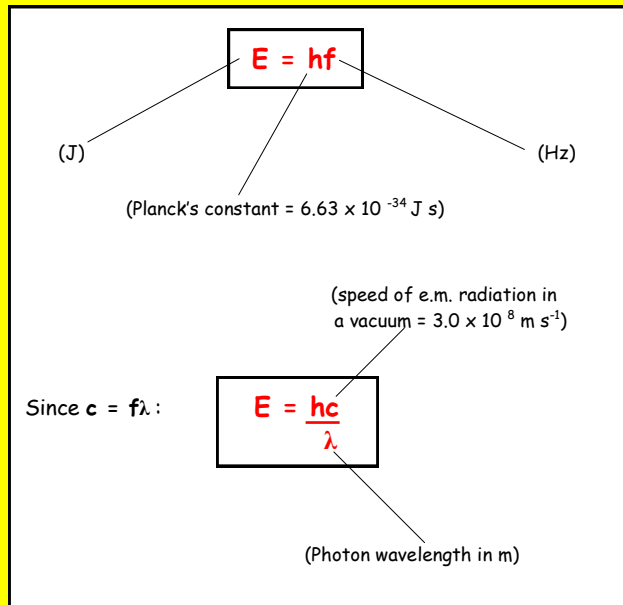 E = hf
(J)
(Hz)
(Planck's constant = 6.63 x 10 ⁻³⁴ J s)
(speed of e.m. radiation in
a vacuum = 3.0 x 10 ⁸ m s⁻¹)
Since c = fλ :
E = hc
λ
(Photon wavelength in m)